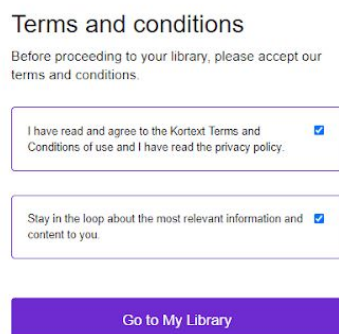 Terms and conditions
Before proceeding to your library, please accept our
terms and conditions.
I have read and agree to the Kortext Terms and
Conditions of use and I have read the privacy policy.
Stay in the loop about the most relevant information and
content to you.
Go to My Library